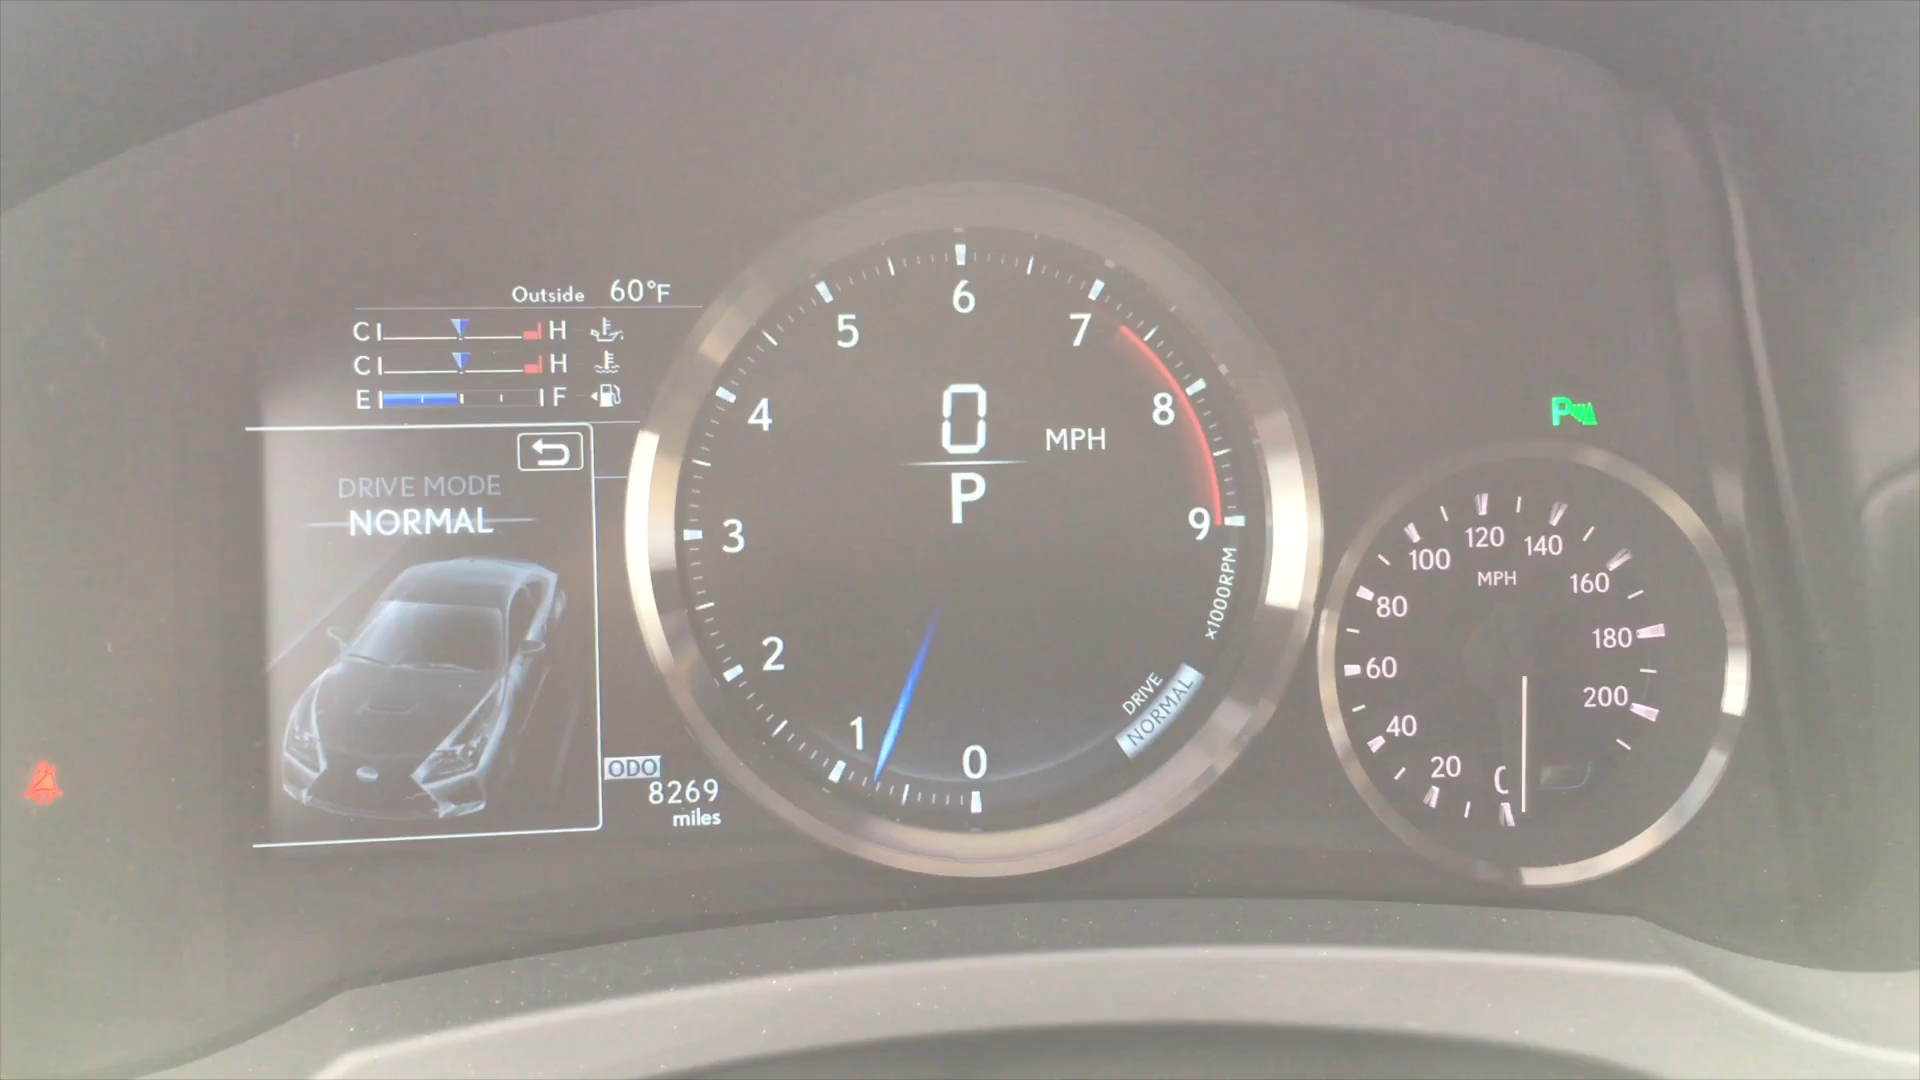 Outside 60°F
C H
C H
E F
DRIVE MODE
NORMAL
ODO
8269
miles
0 MPH
P
0
1
2
3
4
5
6
7
8
9
x1000RPM
DRIVE
NORMAL
P
20
40
60
80
100
120
140
160
180
200
MPH